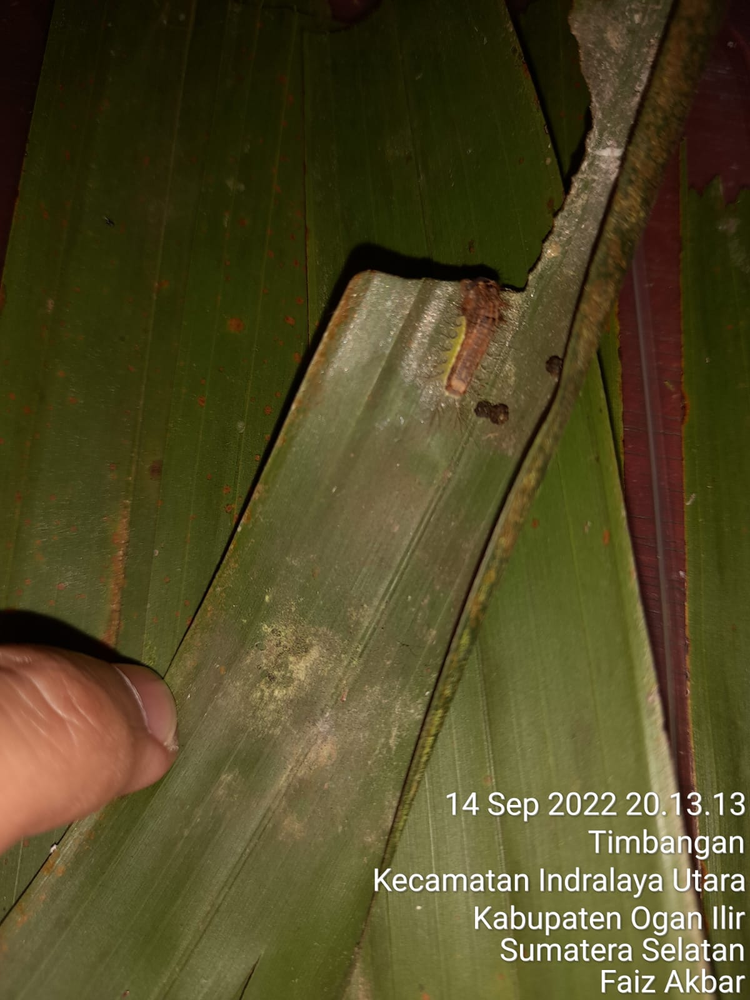 14 Sep 2022 20.13.13
Timbangan
Kecamatan Indralaya Utara
Kabupaten Ogan Ilir
Sumatera Selatan
Faiz Akbar